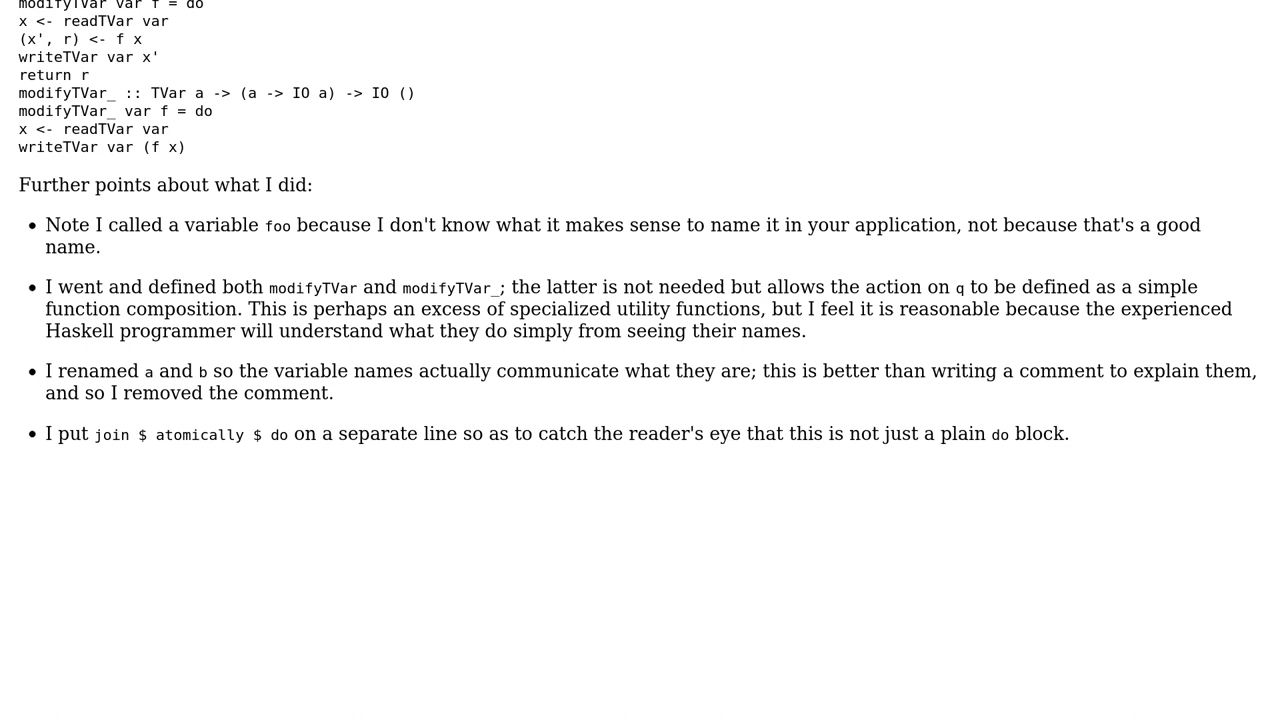 modifyTVar var f = do
x <- readTVar var
(x', r) <- f x
writeTVar var x'
return r
modifyTVar_ :: TVar a -> (a -> IO a) -> IO ()
modifyTVar_ var f = do
x <- readTVar var
writeTVar var (f x)
Further points about what I did:
• Note I called a variable foo because I don't know what it makes sense to name it in your application, not because that's a good
name.
• I went and defined both modifyTVar and modifyTVar_; the latter is not needed but allows the action on q to be defined as a simple
function composition. This is perhaps an excess of specialized utility functions, but I feel it is reasonable because the experienced
Haskell programmer will understand what they do simply from seeing their names.
• I renamed a and b so the variable names actually communicate what they are; this is better than writing a comment to explain them,
and so I removed the comment.
• I put join $ atomically $ do on a separate line so as to catch the reader's eye that this is not just a plain do block.